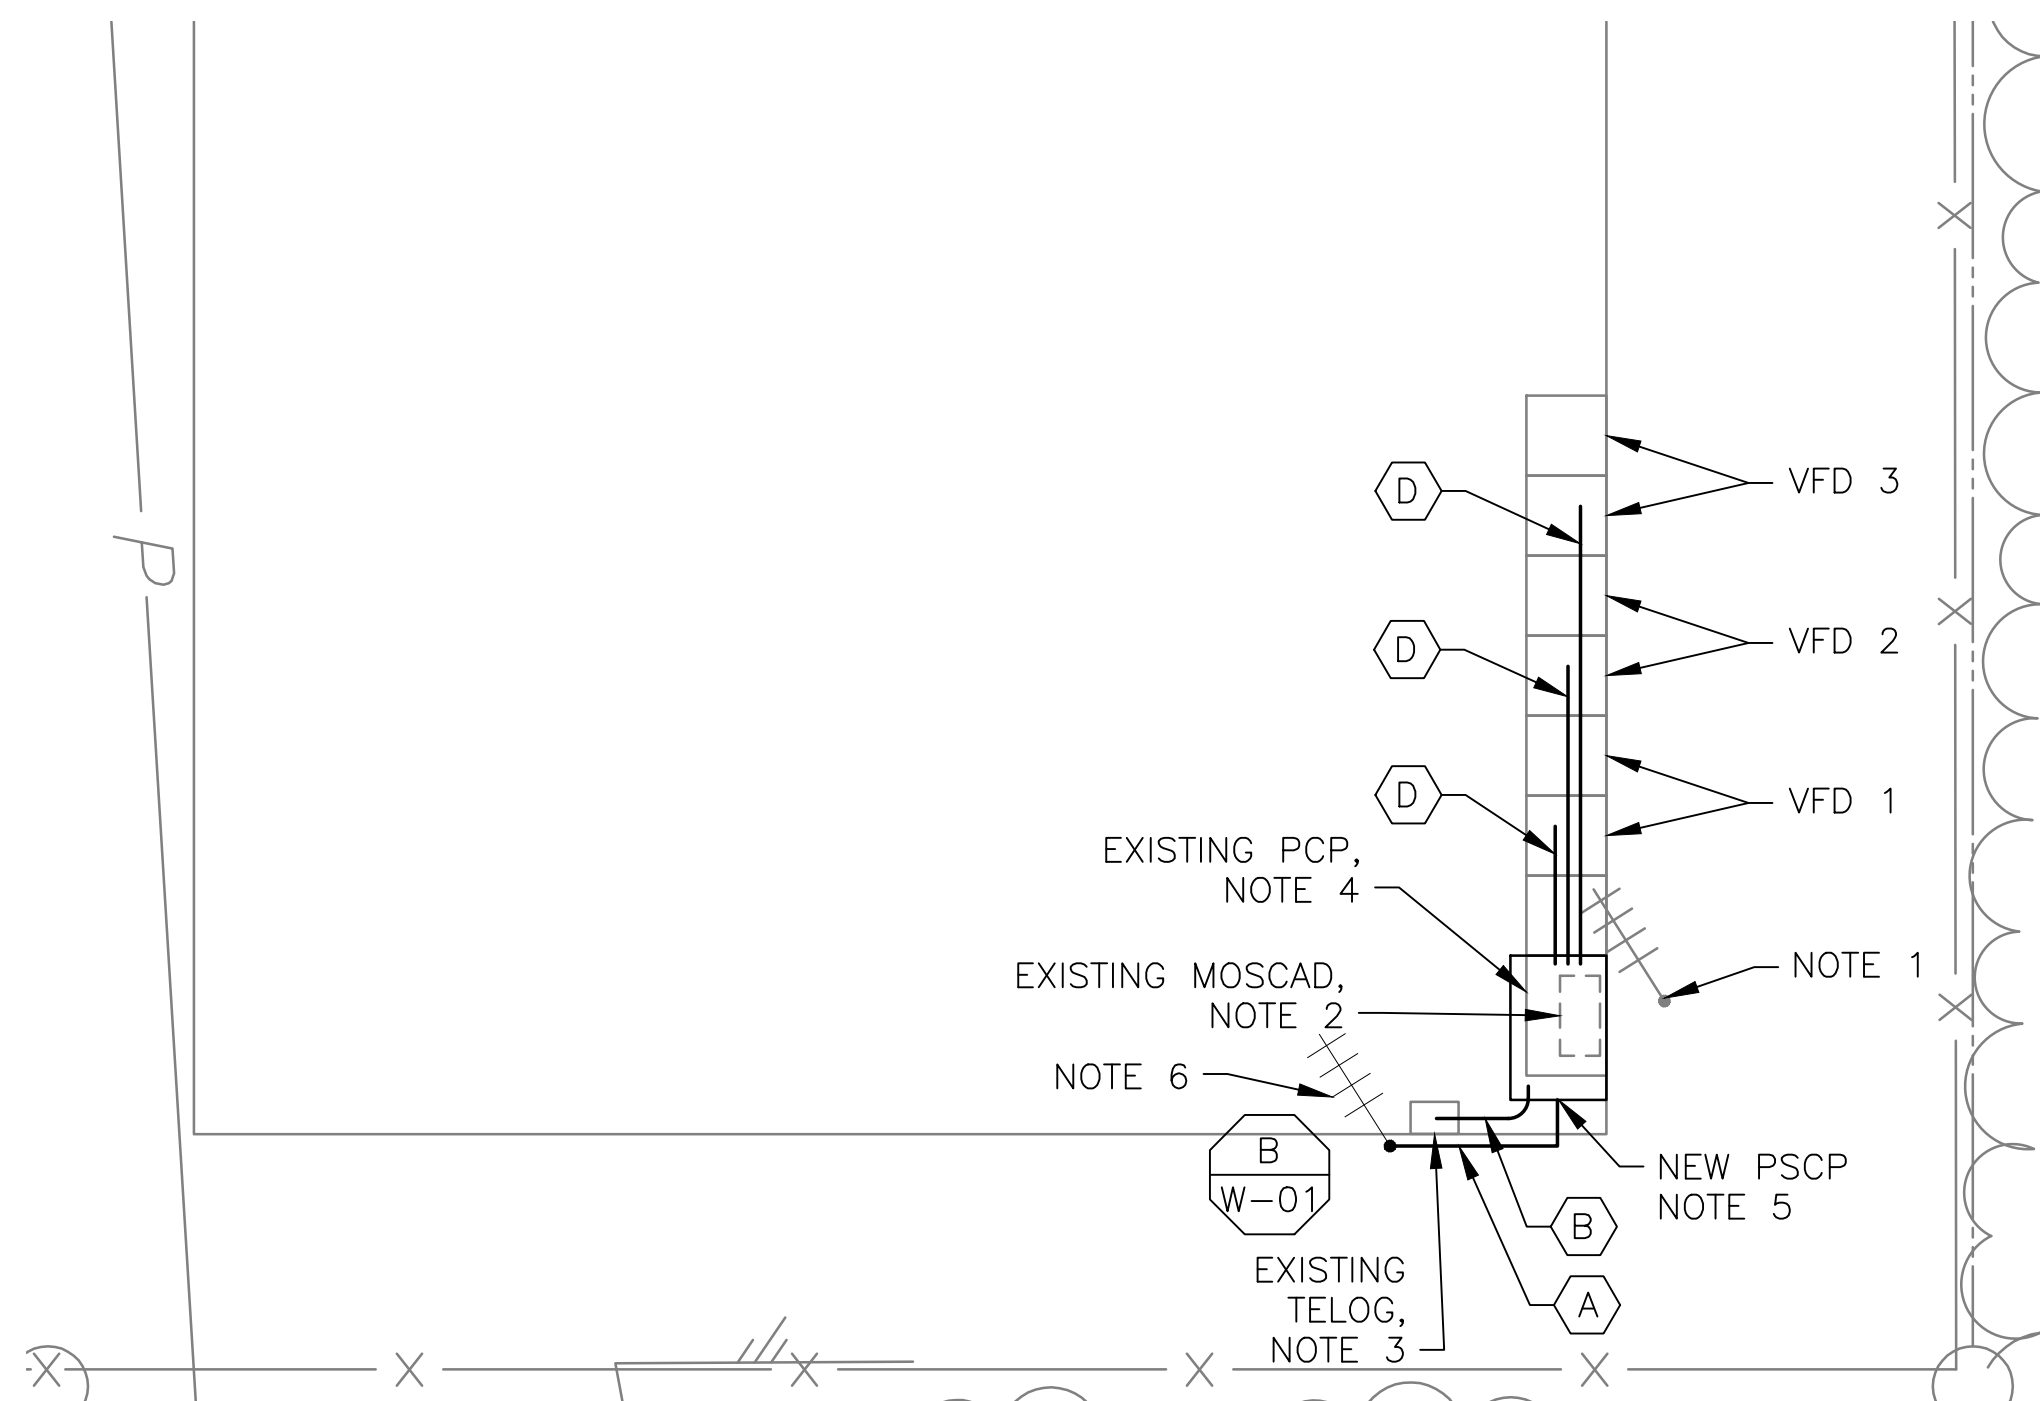 D
VFD 3
P
D
VFD 2
D
VFD 1
EXISTING PCP,
NOTE 4
NOTE 1
EXISTING MOSCAD,
NOTE 2
NOTE 6
B
W-01
NEW PSCP
NOTE 5
B
EXISTING
TELOG,
NOTE 3
A